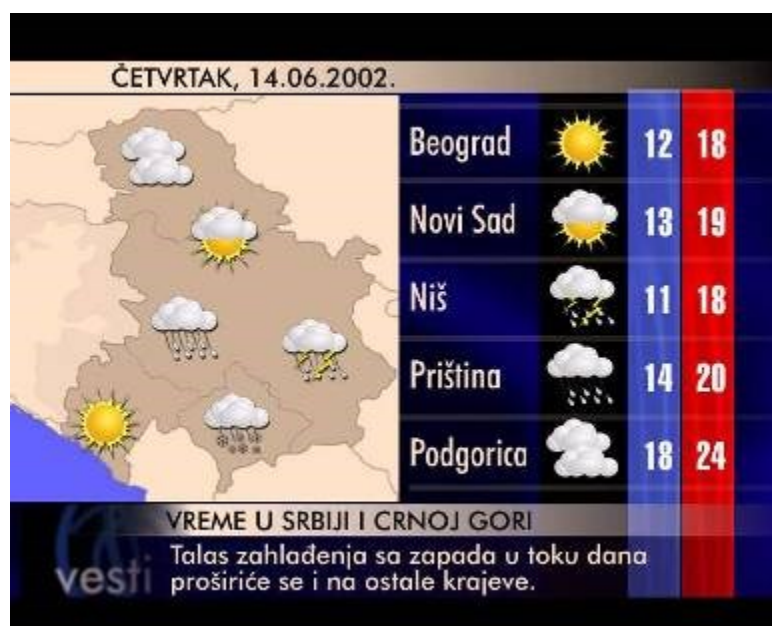 ČETVRTAK, 14.06.2002.
Beograd 12 18
Novi Sad 13 19
Niš 11 18
Priština 14 20
Podgorica 18 24
VREME U SRBIJI I CRNOJ GORI
Talas zahlađenja sa zapada u toku dana
vesti proširiće se i na ostale krajeve.